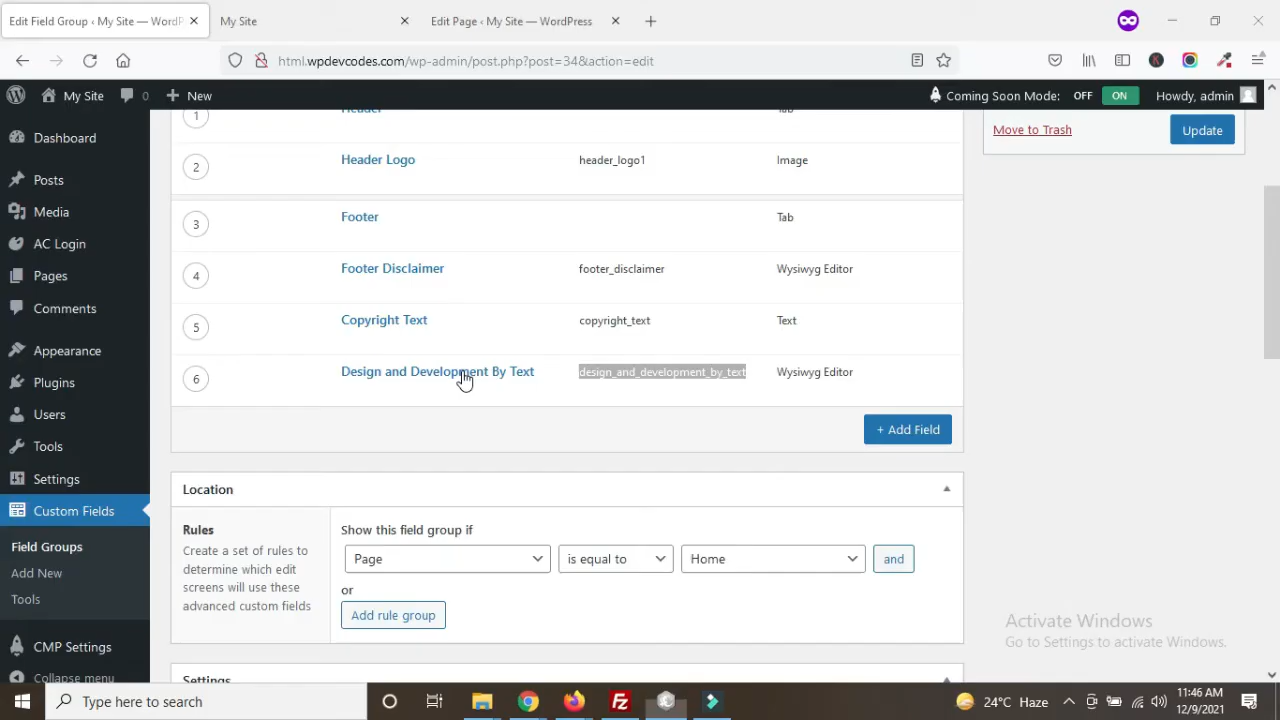 Edit Field Group ‹ My Site — WordP
My Site
Edit Page ‹ My Site — WordPress
html.wpdevcodes.com/wp-admin/post.php?post=34&action=edit
My Site
0
New
Coming Soon Mode:
OFF
ON
Howdy, admin
Dashboard
Posts
Media
AC Login
Pages
Comments
Appearance
Plugins
Users
Tools
Settings
Custom Fields
Field Groups
Add New
Tools
CMP Settings
Collapse menu
1 Header Tab
2 Header Logo header_logo1 Image
3 Footer Tab
4 Footer Disclaimer footer_disclaimer Wysiwyg Editor
5 Copyright Text copyright_text Text
6 Design and Development By Text design_and_development_by_text Wysiwyg Editor
+ Add Field
Move to Trash
Update
Location
Rules
Create a set of rules to
determine which edit
screens will use these
advanced custom fields
Show this field group if
Page is equal to Home and
or
Add rule group
Settings
Activate Windows
Go to Settings to activate Windows.
Type here to search
24°C Haze
11:46 AM
12/9/2021